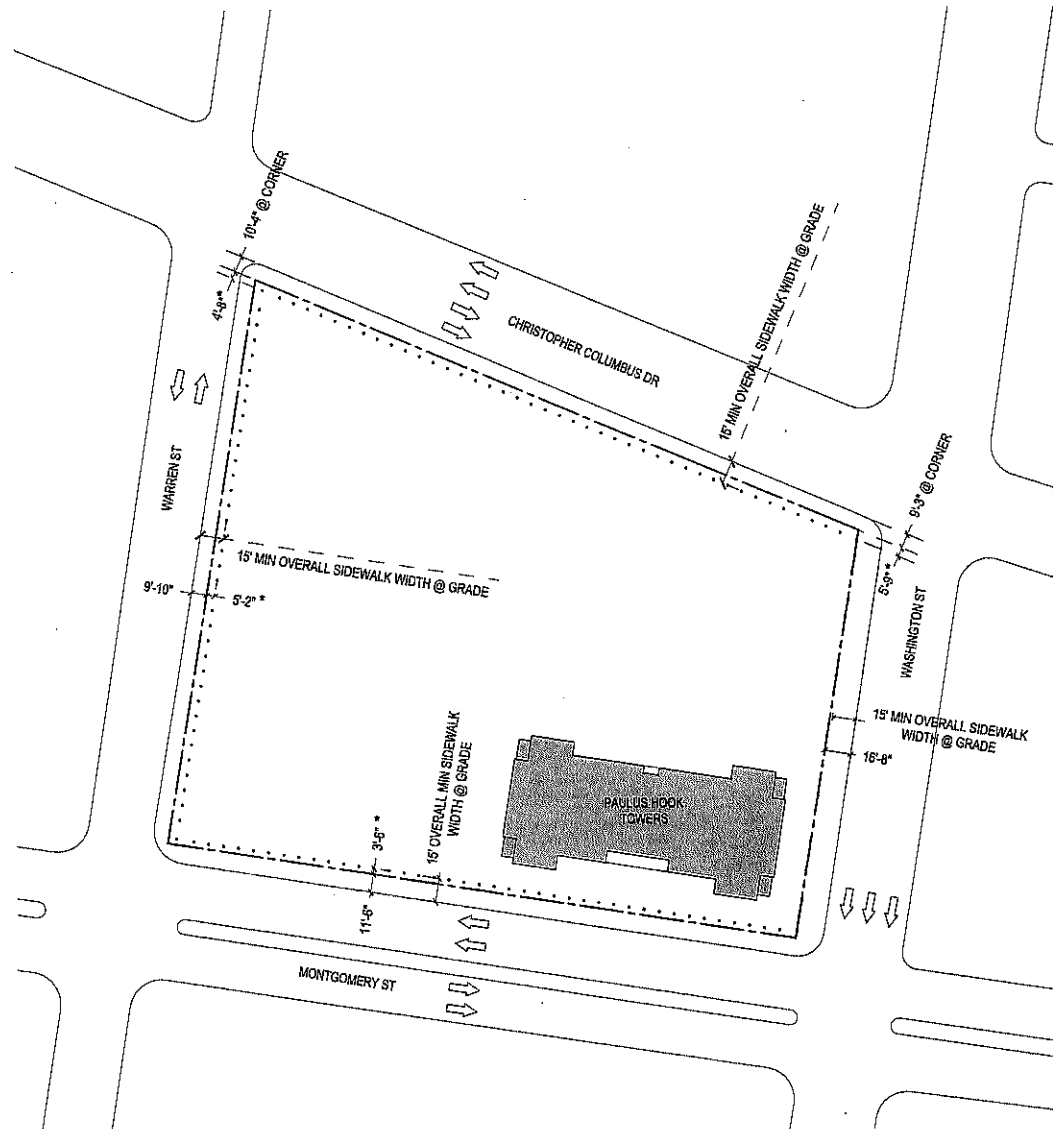 10'-4" @ CORNER
4'-8" *
CHRISTOPHER COLUMBUS DR
15' MIN OVERALL SIDEWALK WIDTH @ GRADE
WARREN ST
9'-3" @ CORNER
5'-9" *
WASHINGTON ST
15' MIN OVERALL SIDEWALK WIDTH @ GRADE
9'-10"
5'-2" *
15' MIN OVERALL SIDEWALK
WIDTH @ GRADE
16'-8"
15' OVERALL MIN SIDEWALK
WIDTH @ GRADE
PAULUS HOOK
TOWERS
3'-6" *
11'-6"
MONTGOMERY ST